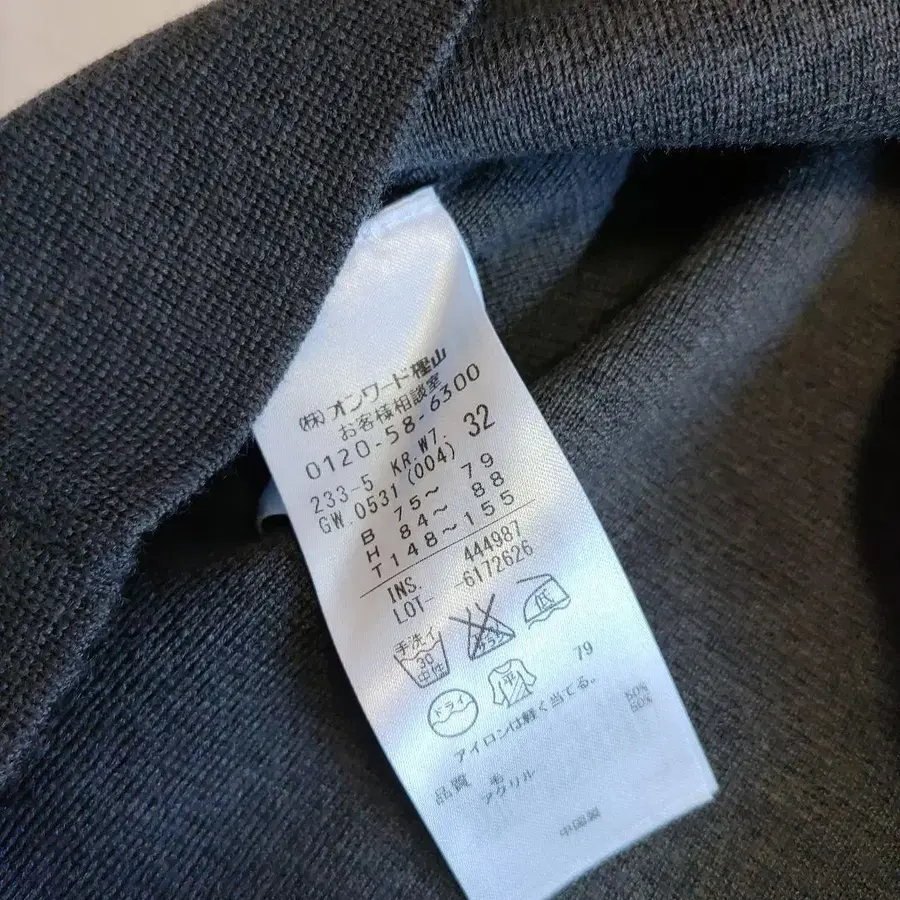 (株)オンワード樫山
お客様相談室
0120-58-6300
233-5 KR.W7. 32
GW.0531(004)
B 75〜 79
H 84〜 88
T148〜155
INS. 444987
LOT- -6172626
手洗イ
30
中性
サラシ
低
ドライ
平
79
アイロンは軽く当てる。
品質 毛 50%
アクリル 50%
中国製